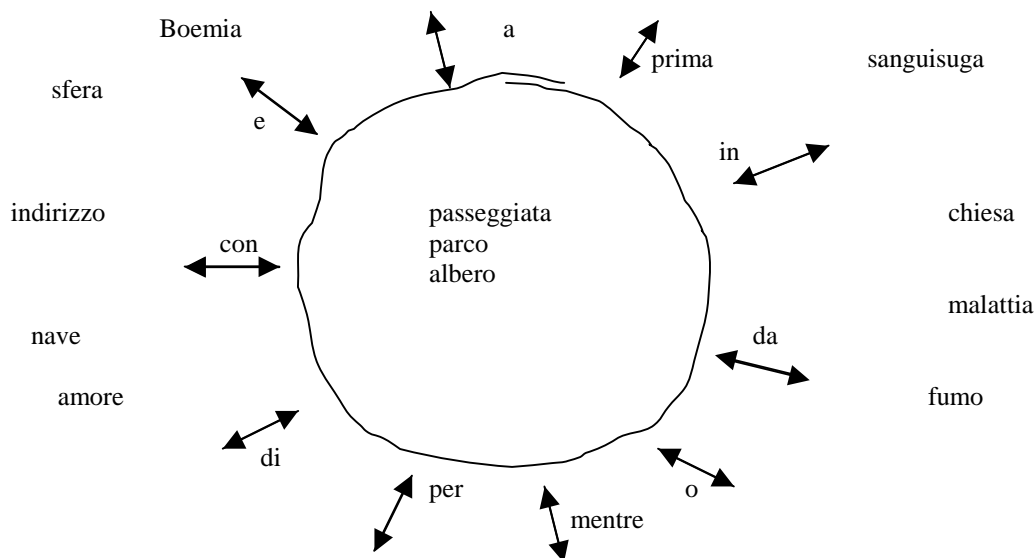 Boemia
a
prima
sanguisuga
sfera
e
in
indirizzo
passeggiata
chiesa
con
parco
albero
malattia
nave
da
amore
fumo
di
per
o
mentre